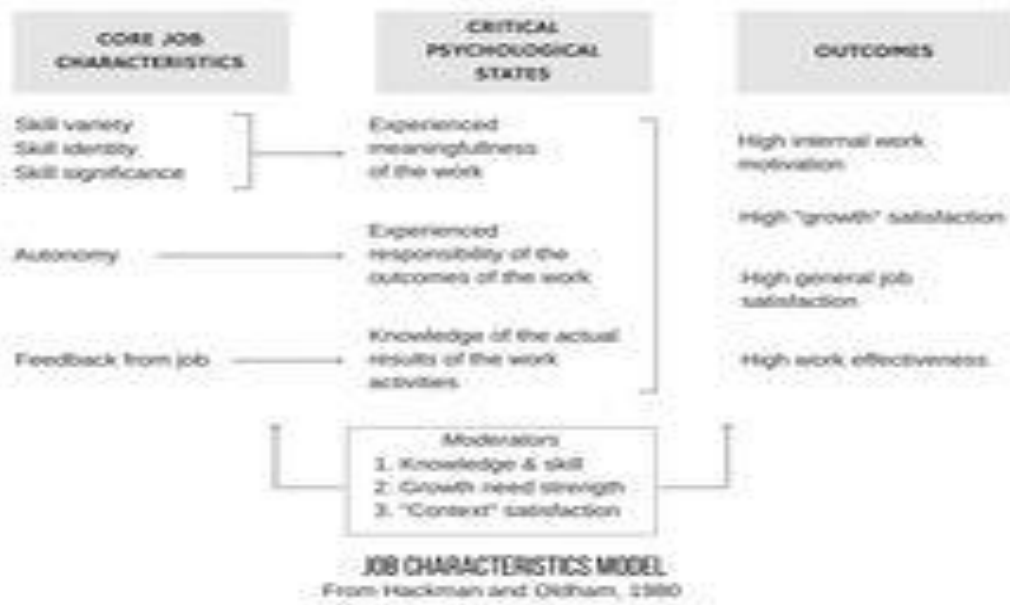 CORE JOB
CHARACTERISTICS
CRITICAL
PSYCHOLOGICAL
STATES
OUTCOMES
Skill variety
Skill identity
Skill significance
Autonomy
Feedback from job
Experienced
meaningfullness
of the work
Experienced
responsibility of the
outcomes of the work
Knowledge of the actual
results of the work
activities
High internal work
motivation
High "growth" satisfaction
High general job
satisfaction
High work effectiveness
Moderators
1. Knowledge & skill
2. Growth need strength
3. "Context" satisfaction
JOB CHARACTERISTICS MODEL
From Hackman and Oldham, 1980